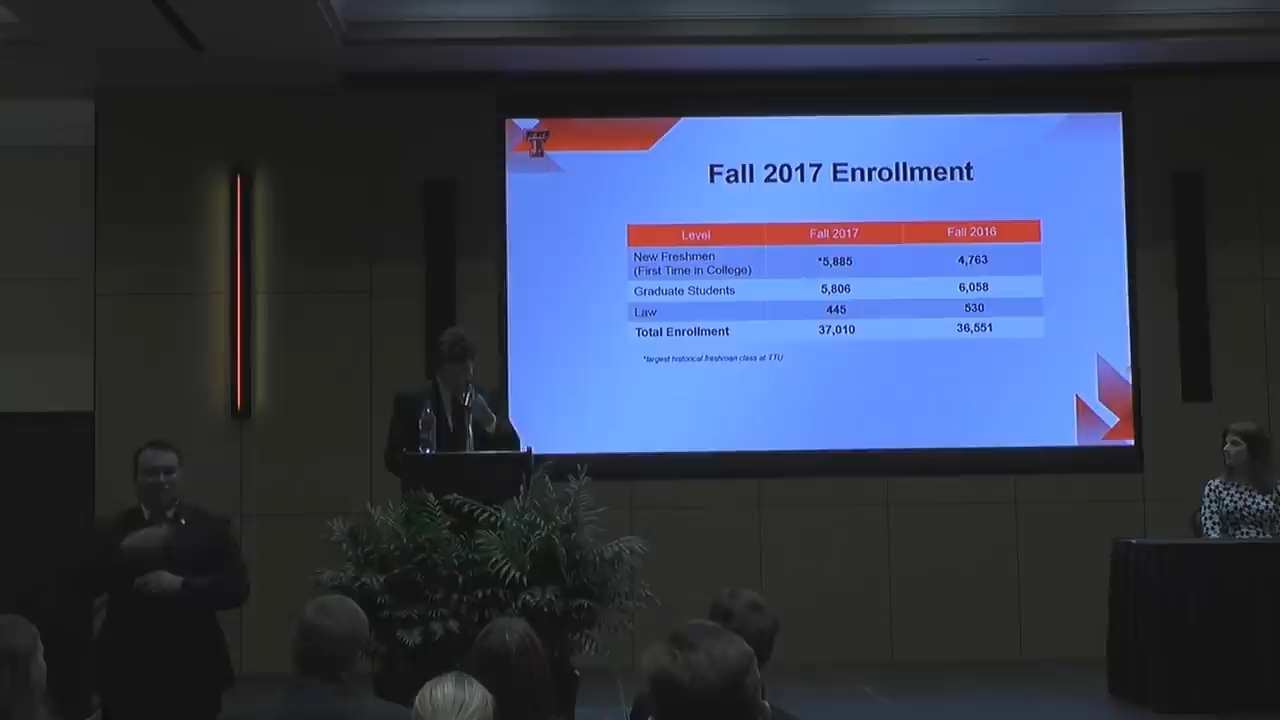 Fall 2017 Enrollment
Level Fall 2017 Fall 2016
New Freshmen
(First Time in College) *5,885 4,763
Graduate Students 5,806 6,058
Law 445 530
Total Enrollment 37,010 36,551
*largest historical freshman class at TTU